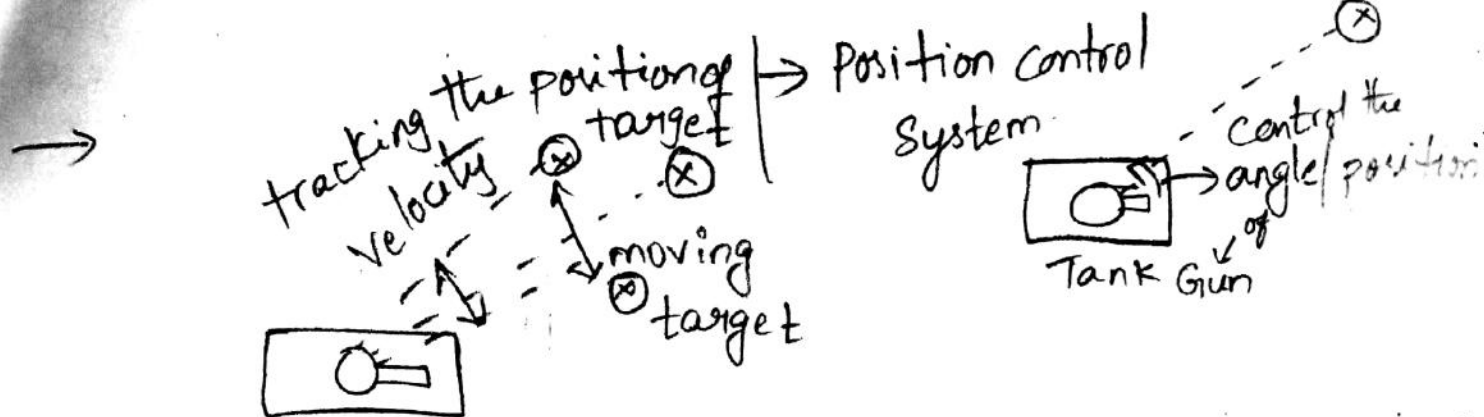 tracking the position of
target
velocity
moving
target
→ Position control
System.
control the
→ angle/position
of
Gun
Tank